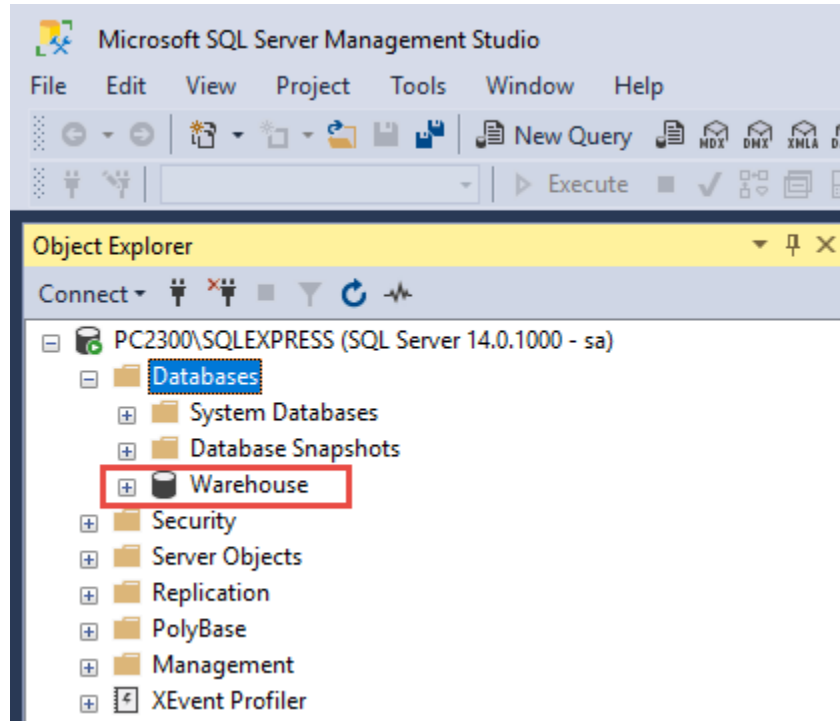 Microsoft SQL Server Management Studio
File Edit View Project Tools Window Help
New Query MDX DMX XMLA
Execute
Object Explorer
Connect
PC2300\SQLEXPRESS (SQL Server 14.0.1000 - sa)
Databases
System Databases
Database Snapshots
Warehouse
Security
Server Objects
Replication
PolyBase
Management
XEvent Profiler